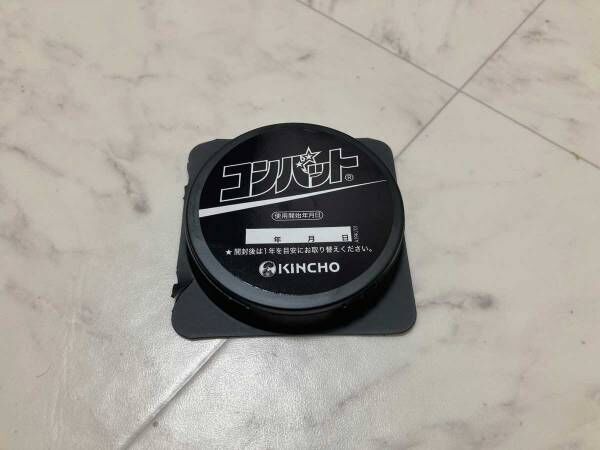 コンバット®
使用開始年月日
年 月 日
★開封後は1年を目安にお取り替えください。
KINCHO